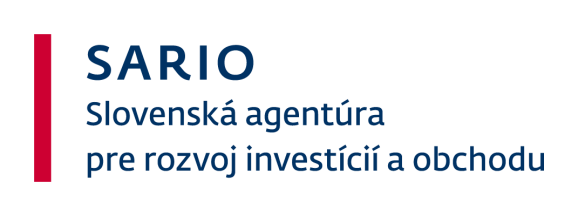 SARIO
Slovenská agentúra
pre rozvoj investícií a obchodu